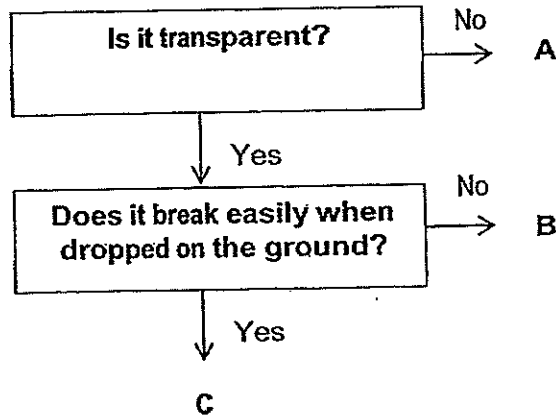 Is it transparent?
No
A
Yes
Does it break easily when
dropped on the ground?
No
B
Yes
C